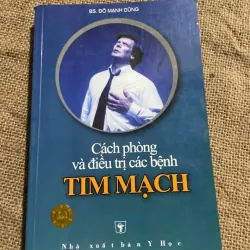 BS. ĐỖ MẠNH DŨNG
Cách phòng
và điều trị các bệnh
TIM MẠCH
Nhà xuất bản Y Học